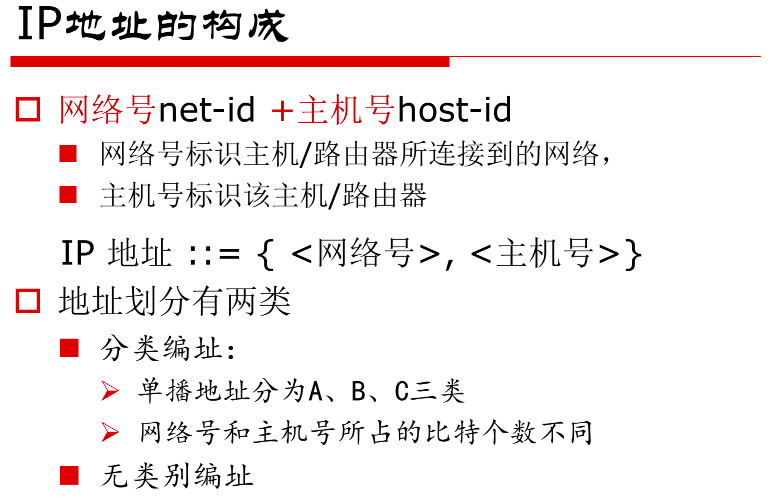 IP地址的构成
网络号net-id +主机号host-id
网络号标识主机/路由器所连接到的网络，
主机号标识该主机/路由器
IP 地址 ::= { <网络号>, <主机号>}
地址划分有两类
分类编址：
单播地址分为A、B、C三类
网络号和主机号所占的比特个数不同
无类别编址